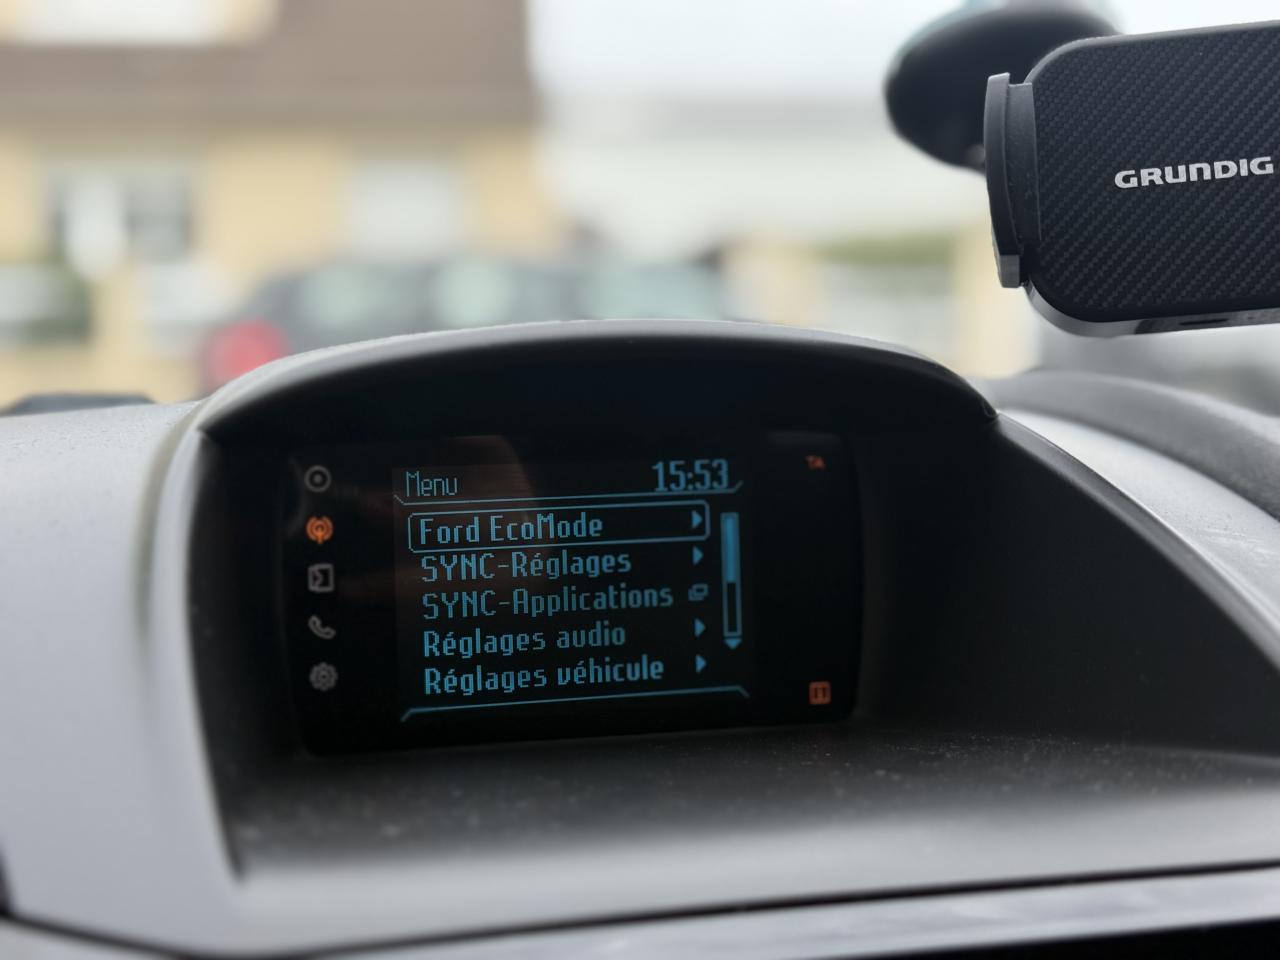 GRUNDIG
Menu 15:53
TA
Ford EcoMode
SYNC-Réglages
SYNC-Applications
Réglages audio
Réglages véhicule